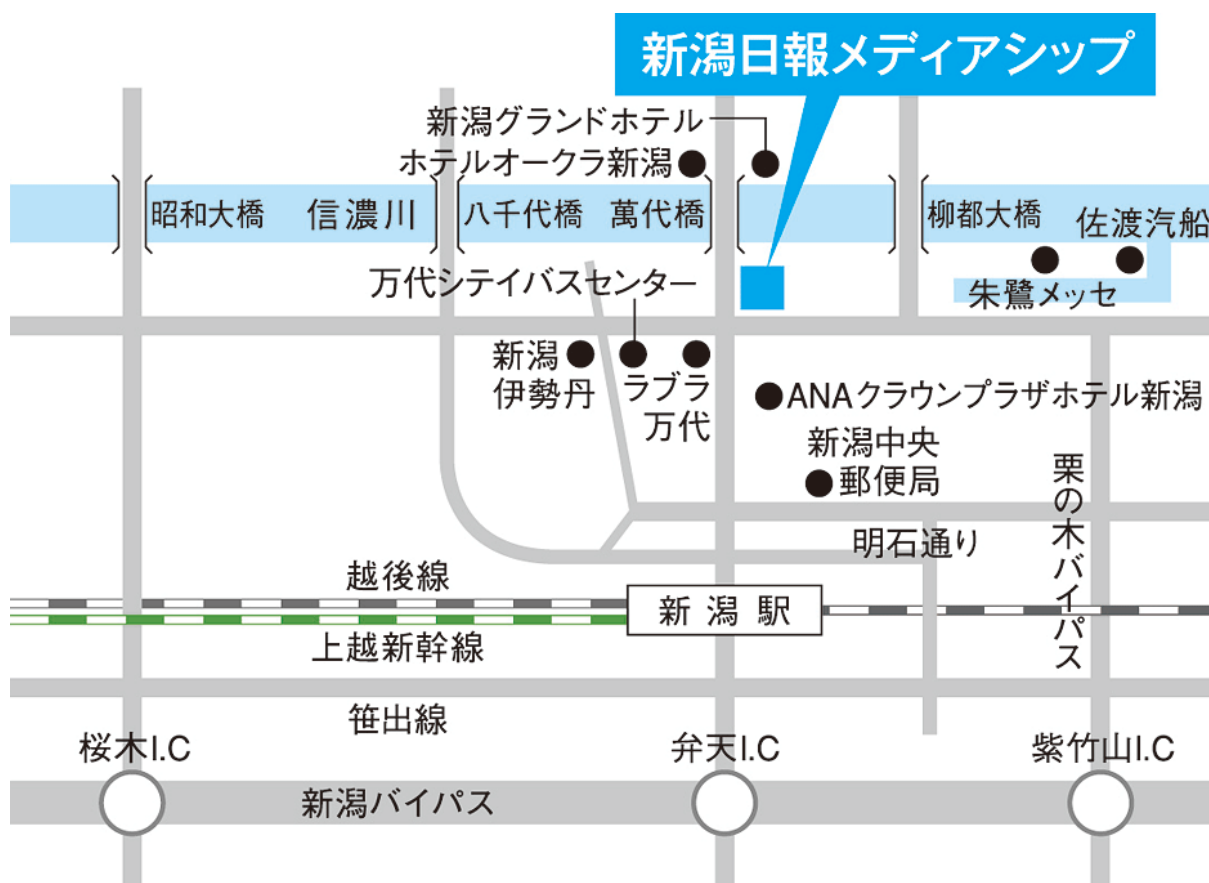 新潟日報メディアシップ
新潟グランドホテル
ホテルオークラ新潟
昭和大橋
信濃川
八千代橋
萬代橋
柳都大橋
佐渡汽船
万代シテイバスセンター
朱鷺メッセ
新潟
伊勢丹
ラブラ
万代
ANAクラウンプラザホテル新潟
新潟中央
郵便局
栗の木バイパス
明石通り
越後線
新潟駅
上越新幹線
笹出線
桜木I.C
弁天I.C
紫竹山I.C
新潟バイパス